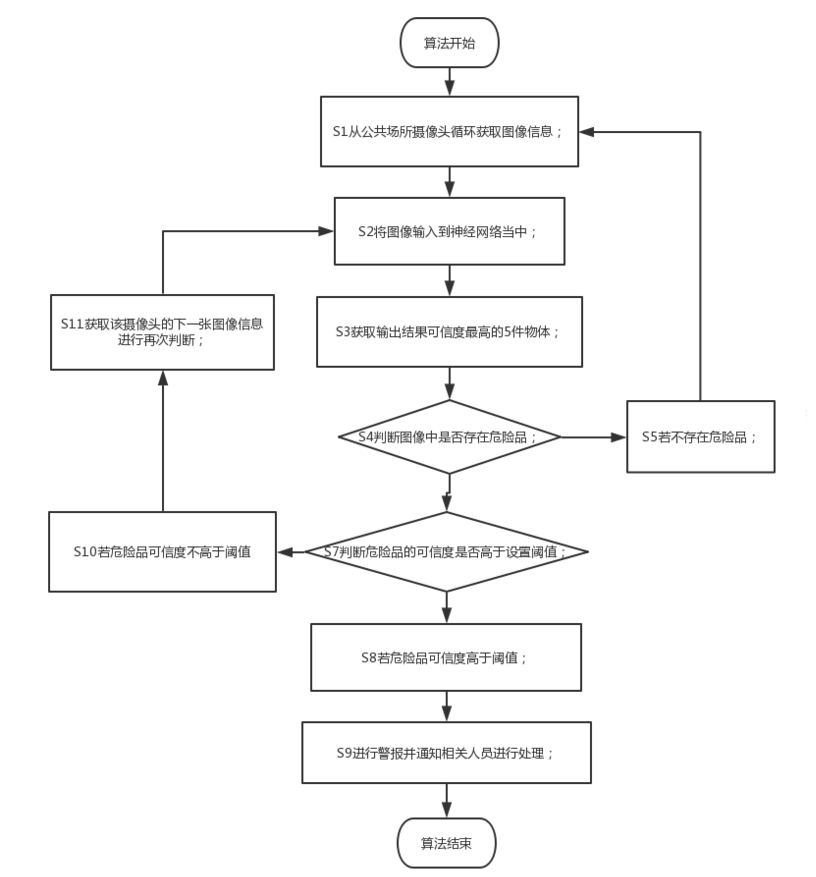 算法开始
S1从公共场所摄像头循环获取图像信息；
S2将图像输入到神经网络当中；
S11获取该摄像头的下一张图像信息
进行再次判断；
S3获取输出结果可信度最高的5件物体；
S4判断图像中是否存在危险品；
S5若不存在危险品；
S10若危险品可信度不高于阈值
S7判断危险品的可信度是否高于设置阈值；
S8若危险品可信度高于阈值；
S9进行警报并通知相关人员进行处理；
算法结束